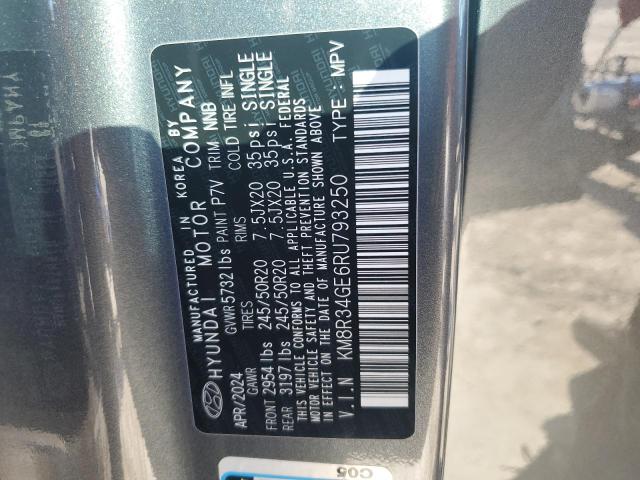 MANUFACTURED IN KOREA BY
HYUNDAI MOTOR COMPANY
APR/2024 GVWR 5732 lbs PAINT P7V TRIM NNB
GAWR TIRES RIMS COLD TIRE INFL
FRONT 2954 lbs 245/50R20 7.5JX20 35psi SINGLE
REAR 3197 lbs 245/50R20 7.5JX20 35psi SINGLE
THIS VEHICLE CONFORMS TO ALL APPLICABLE U.S.A. FEDERAL
MOTOR VEHICLE SAFETY AND THEFT PREVENTION STANDARDS
IN EFFECT ON THE DATE OF MANUFACTURE SHOWN ABOVE
V.I.N KM8R34GE6RU793250 TYPE : MPV
C05